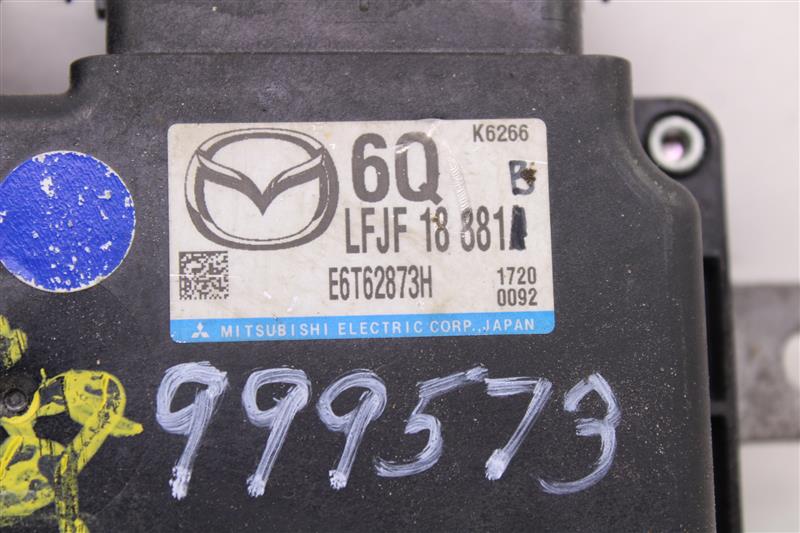 K6266
6Q
B
LFJF 18 881
E6T62873H
1720
0092
MITSUBISHI ELECTRIC CORP., JAPAN
999573